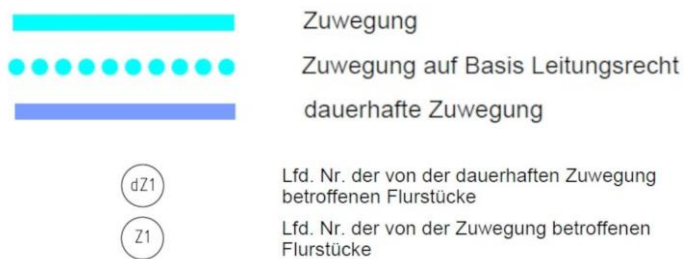 Zuwegung
Zuwegung auf Basis Leitungsrecht
dauerhafte Zuwegung
dZ1
Lfd. Nr. der von der dauerhaften Zuwegung
betroffenen Flurstücke
Z1
Lfd. Nr. der von der Zuwegung betroffenen
Flurstücke